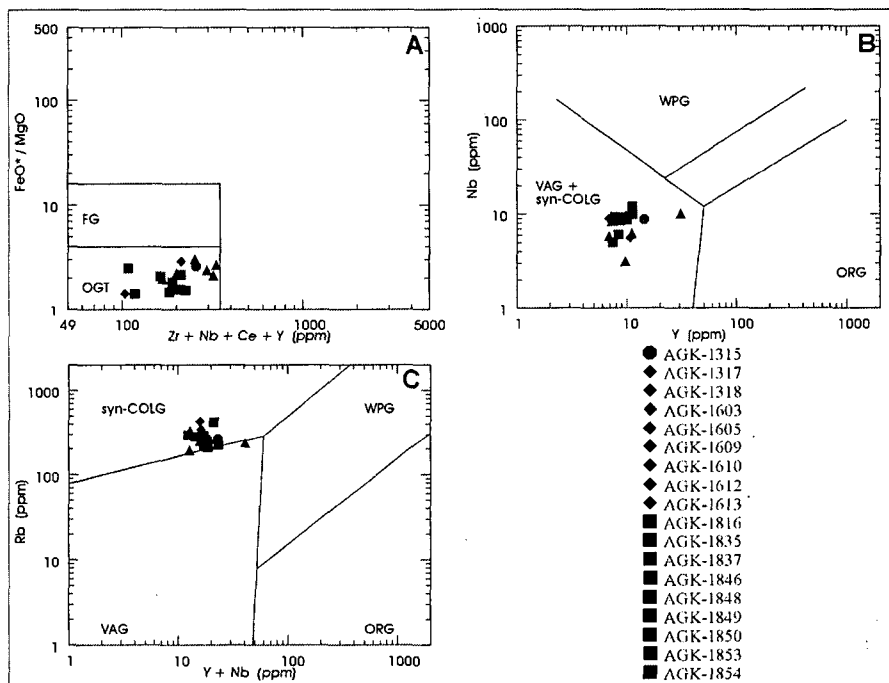 A
500
100
10
1
FeO* / MgO
FG
OGT
49 100 1000 5000
Zr + Nb + Ce + Y (ppm)
B
1000
100
10
1
Nb (ppm)
WPG
VAG +
syn-COLG
ORG
1 10 100 1000
Y (ppm)
C
1000
100
10
1
Rb (ppm)
syn-COLG
WPG
VAG
ORG
1 10 100 1000
Y + Nb (ppm)
AGK-1315
AGK-1317
AGK-1318
AGK-1603
AGK-1605
AGK-1609
AGK-1610
AGK-1612
AGK-1613
AGK-1816
AGK-1835
AGK-1837
AGK-1846
AGK-1848
AGK-1849
AGK-1850
AGK-1853
AGK-1854